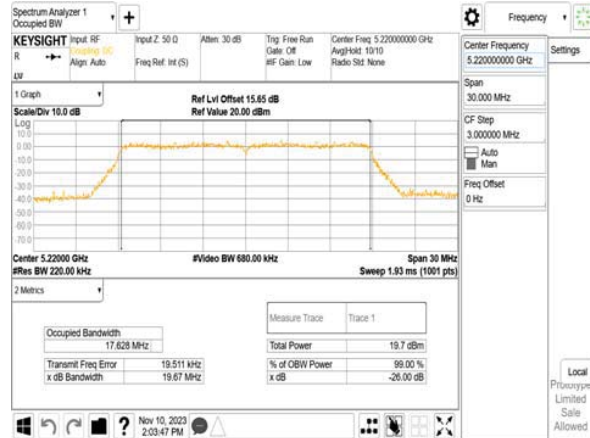 Spectrum Analyzer 1
Occupied BW
Frequency
KEYSIGHT
R
Input: RF
Coupling: DC
Align: Auto
Input Z: 50 Ω
Freq Ref: Int (S)
Atten: 30 dB
Trig: Free Run
Gate: Off
#IF Gain: Low
Center Freq: 5.220000000 GHz
Avg|Hold: 10/10
Radio Std: None
Center Frequency
5.220000000 GHz
Settings
Span
30.000 MHz
CF Step
3.000000 MHz
Auto
Man
Freq Offset
0 Hz
1 Graph
Scale/Div 10.0 dB
Ref Lvl Offset 15.65 dB
Ref Value 20.00 dBm
Log
10.0
0.00
-10.0
-20.0
-30.0
-40.0
-50.0
-60.0
-70.0
Center 5.22000 GHz
#Res BW 220.00 kHz
#Video BW 680.00 kHz
Span 30 MHz
Sweep 1.93 ms (1001 pts)
2 Metrics
Measure Trace
Trace 1
Occupied Bandwidth
17.628 MHz
Total Power
19.7 dBm
Transmit Freq Error
19.511 kHz
% of OBW Power
99.00 %
x dB Bandwidth
19.67 MHz
x dB
-26.00 dB
Local
Prototype
Limited
Sale
Allowed
?
Nov 10, 2023
2:03:47 PM